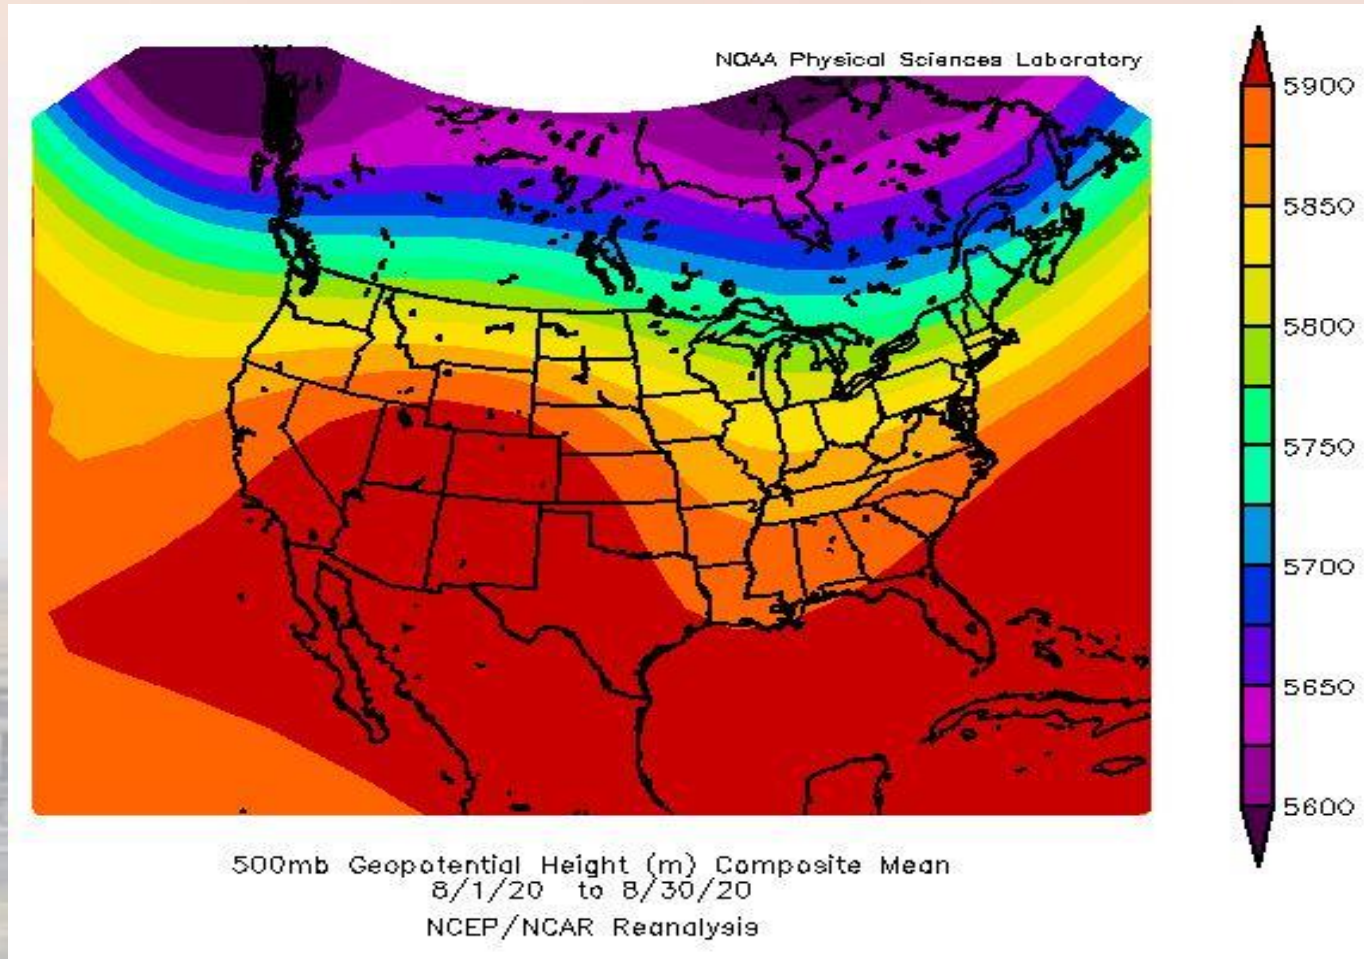 NOAA Physical Sciences Laboratory
5900
5850
5800
5750
5700
5650
5600
500mb Geopotential Height (m) Composite Mean
8/1/20 to 8/30/20
NCEP/NCAR Reanalysis